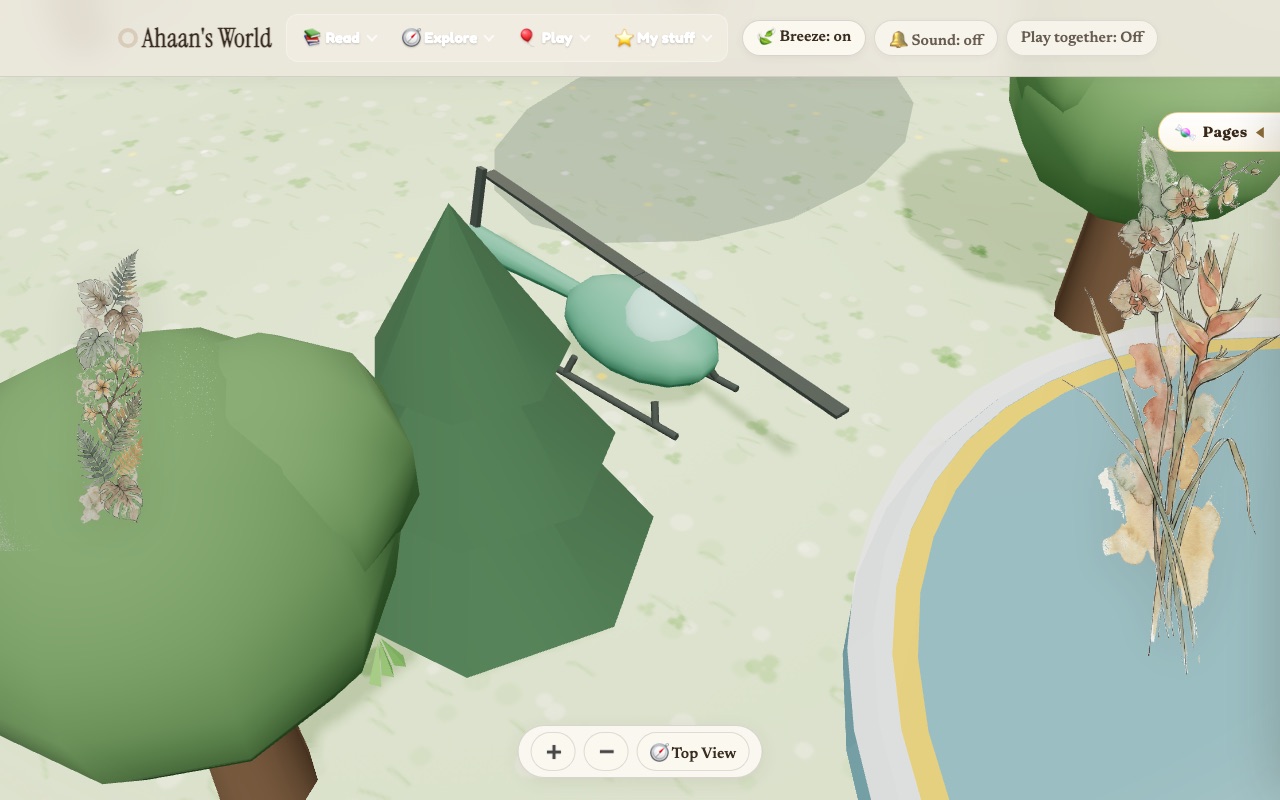 Ahaan's World
Read
Explore
Play
My stuff
Breeze: on
Sound: off
Play together: Off
Pages
+
−
Top View